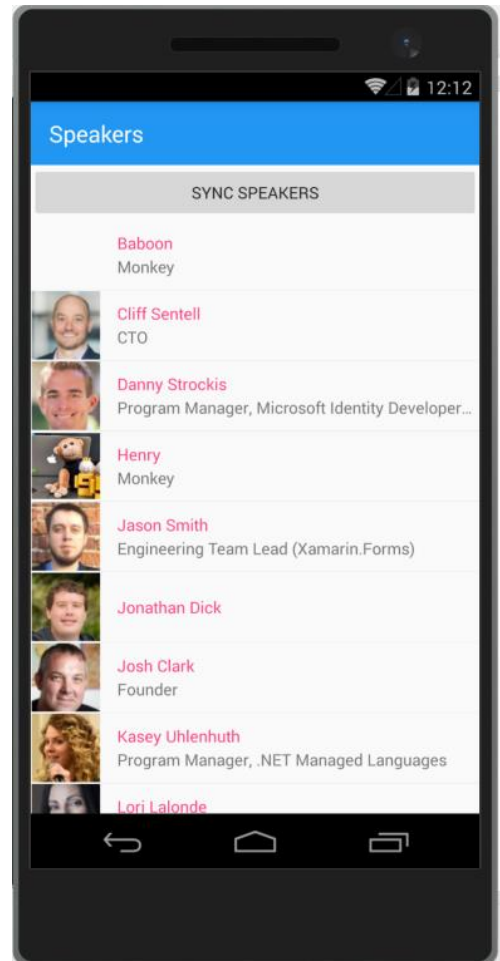 12:12
Speakers
SYNC SPEAKERS
Baboon
Monkey
Cliff Sentell
CTO
Danny Strockis
Program Manager, Microsoft Identity Developer...
Henry
Monkey
Jason Smith
Engineering Team Lead (Xamarin.Forms)
Jonathan Dick
Josh Clark
Founder
Kasey Uhlenhuth
Program Manager, .NET Managed Languages
Lori Lalonde